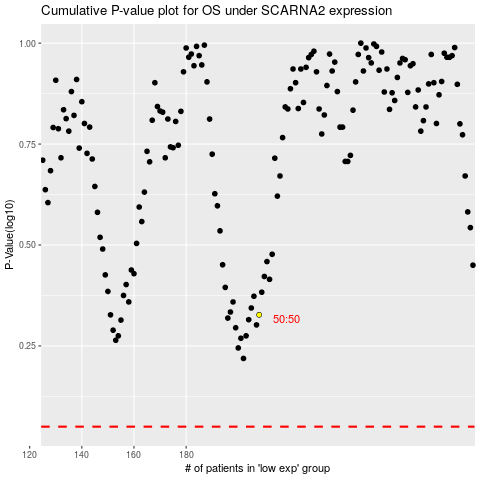 Cumulative P-value plot for OS under SCARNA2 expression
P-Value(log10)
1.00
0.75
0.50
0.25
50:50
120 140 160 180
# of patients in 'low exp' group